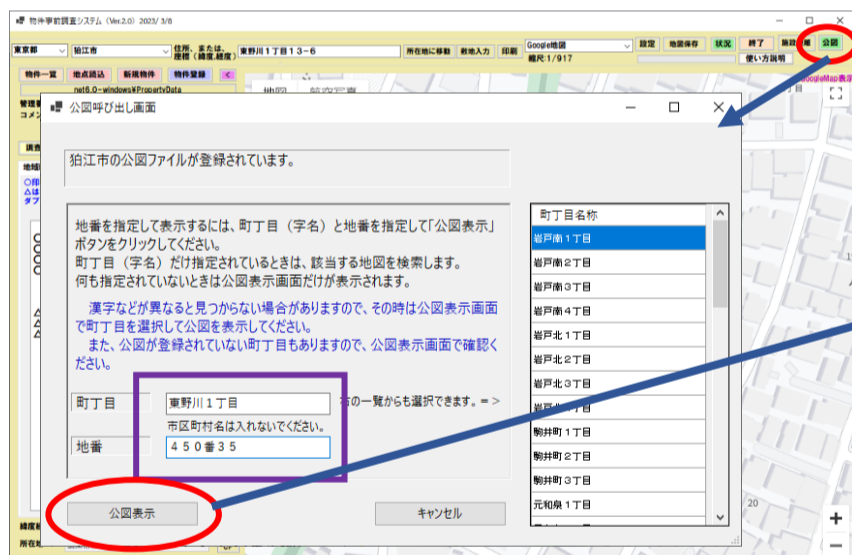 物件事前調査システム (Ver.2.0) 2023/ 3/8
東京都
狛江市
住所、または、
座標(緯度,経度)
東野川1丁目13-6
所在地に移動
敷地入力
印刷
Google地図
縮尺:1/917
設定
地図保存
状況
終了
公図
使い方説明
物件一覧
地点読込
新規物件
物件登録
<
net6.0-windows¥PropertyData
GoogleMap表示
公図呼び出し画面
狛江市の公図ファイルが登録されています。
地番を指定して表示するには、町丁目(字名)と地番を指定して「公図表示」
ボタンをクリックしてください。
町丁目(字名)だけ指定されているときは、該当する地図を検索します。
何も指定されていないときは公図表示画面だけが表示されます。
漢字などが異なると見つからない場合がありますので、その時は公図表示画面
で町丁目を選択して公図を表示してください。
また、公図が登録されていない町丁目もありますので、公図表示画面で確認く
ださい。
町丁目
東野川1丁目
の一覧からも選択できます。=>
市区町村名は入れないでください。
地番
450番35
公図表示
キャンセル
町丁目名称
岩戸南1丁目
岩戸南2丁目
岩戸南3丁目
岩戸南4丁目
岩戸北1丁目
岩戸北2丁目
岩戸北3丁目
駒井町1丁目
駒井町2丁目
駒井町3丁目
元和泉1丁目
20